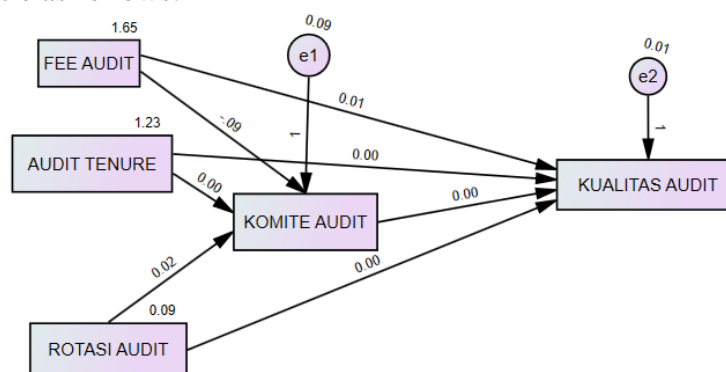 1.65
FEE AUDIT
0.09
e1
0.01
e2
1
1
0.01
-.09
1.23
AUDIT TENURE
0.00
0.00
KUALITAS AUDIT
KOMITE AUDIT
0.00
0.02
0.00
0.09
ROTASI AUDIT